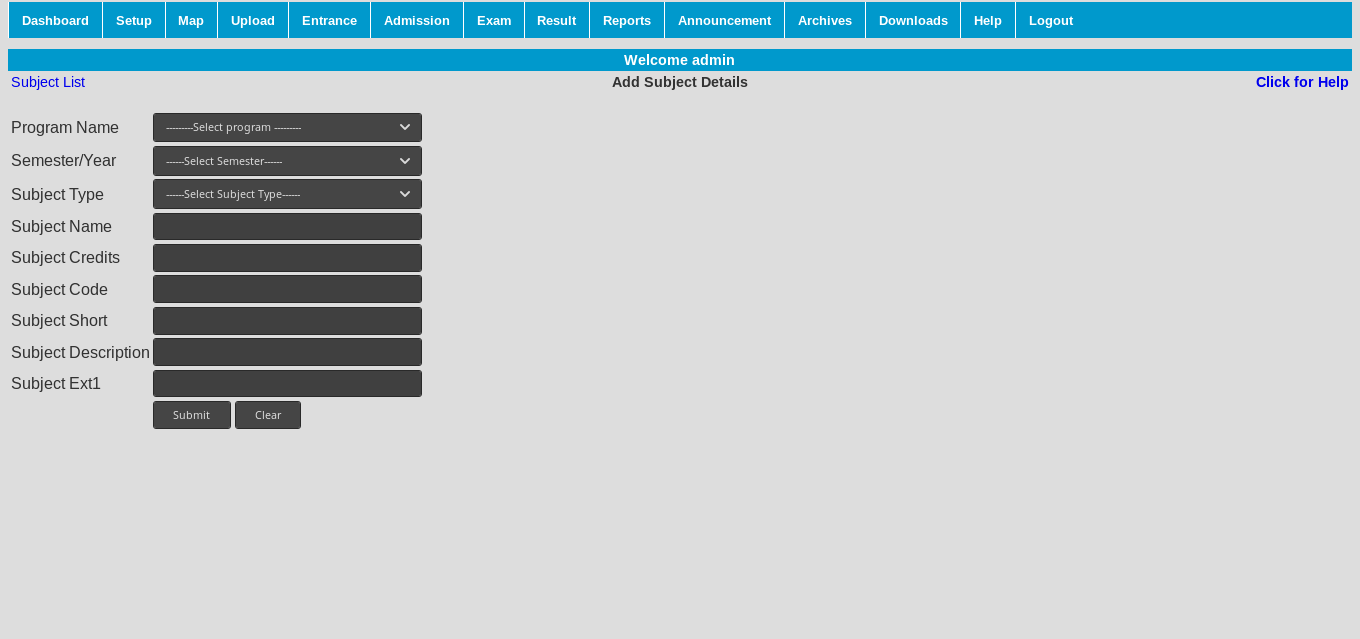 Dashboard Setup Map Upload Entrance Admission Exam Result Reports Announcement Archives Downloads Help Logout
Welcome admin
Subject List Add Subject Details Click for Help
Program Name ---------Select program ---------
Semester/Year ------Select Semester------
Subject Type ------Select Subject Type------
Subject Name
Subject Credits
Subject Code
Subject Short
Subject Description
Subject Ext1
Submit Clear